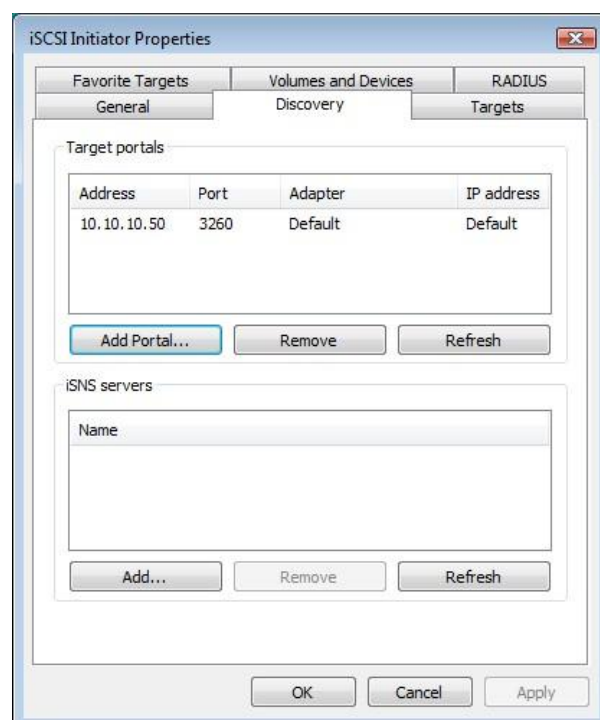 iSCSI Initiator Properties
Favorite Targets Volumes and Devices RADIUS
General Discovery Targets
Target portals
Address Port Adapter IP address
10.10.10.50 3260 Default Default
Add Portal... Remove Refresh
iSNS servers
Name
Add... Remove Refresh
OK Cancel Apply